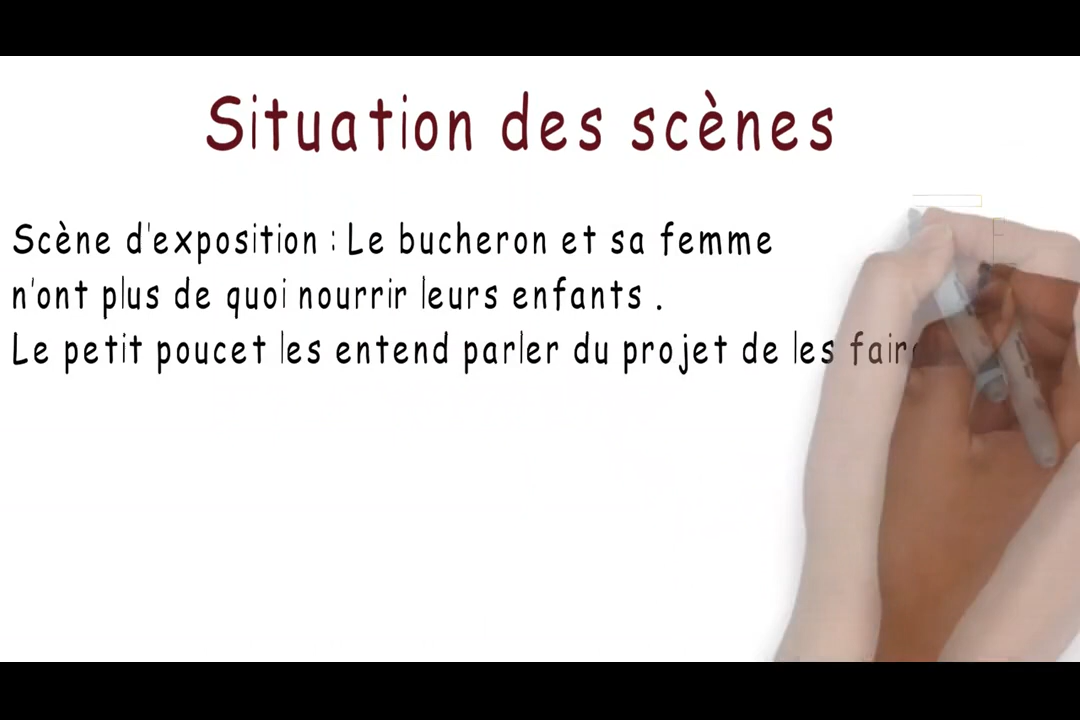 Situation des scènes
Scène d'exposition : Le bucheron et sa femme
n'ont plus de quoi nourrir leurs enfants .
Le petit poucet les entend parler du projet de les faire